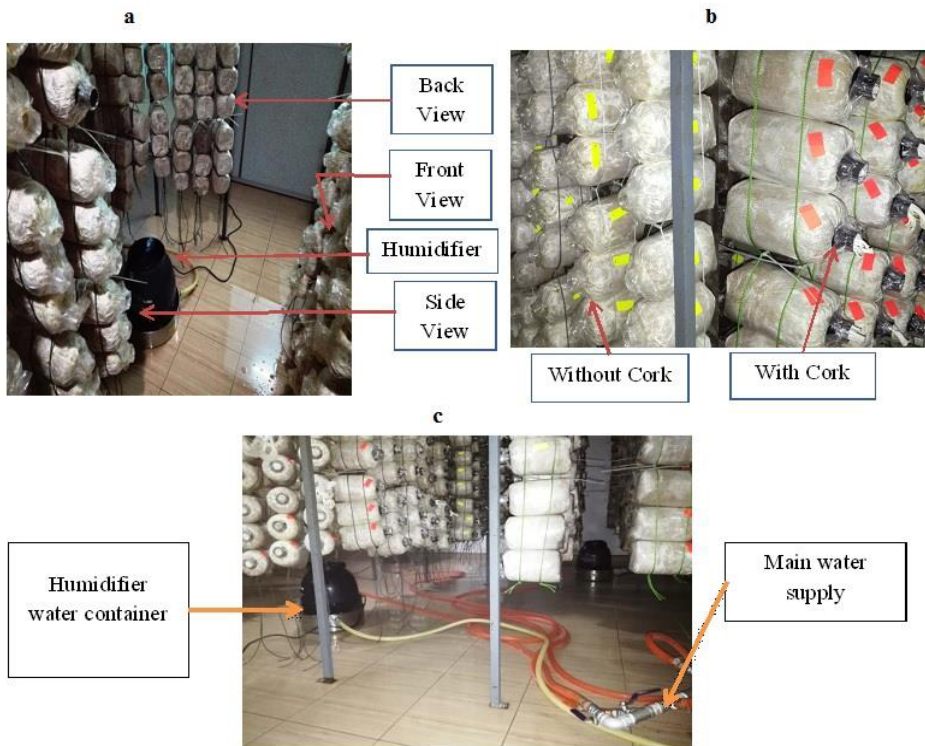 a
b
Back
View
Front
View
Humidifier
Side
View
Without Cork
With Cork
c
Humidifier
water container
Main water
supply